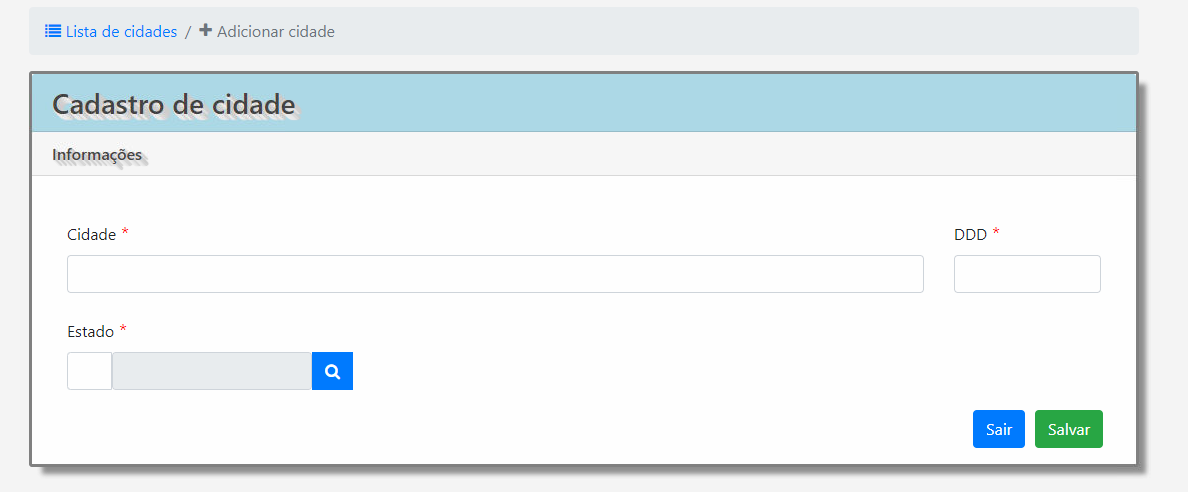 Lista de cidades / Adicionar cidade
Cadastro de cidade
Informações
Cidade * DDD *
Estado *
Sair Salvar